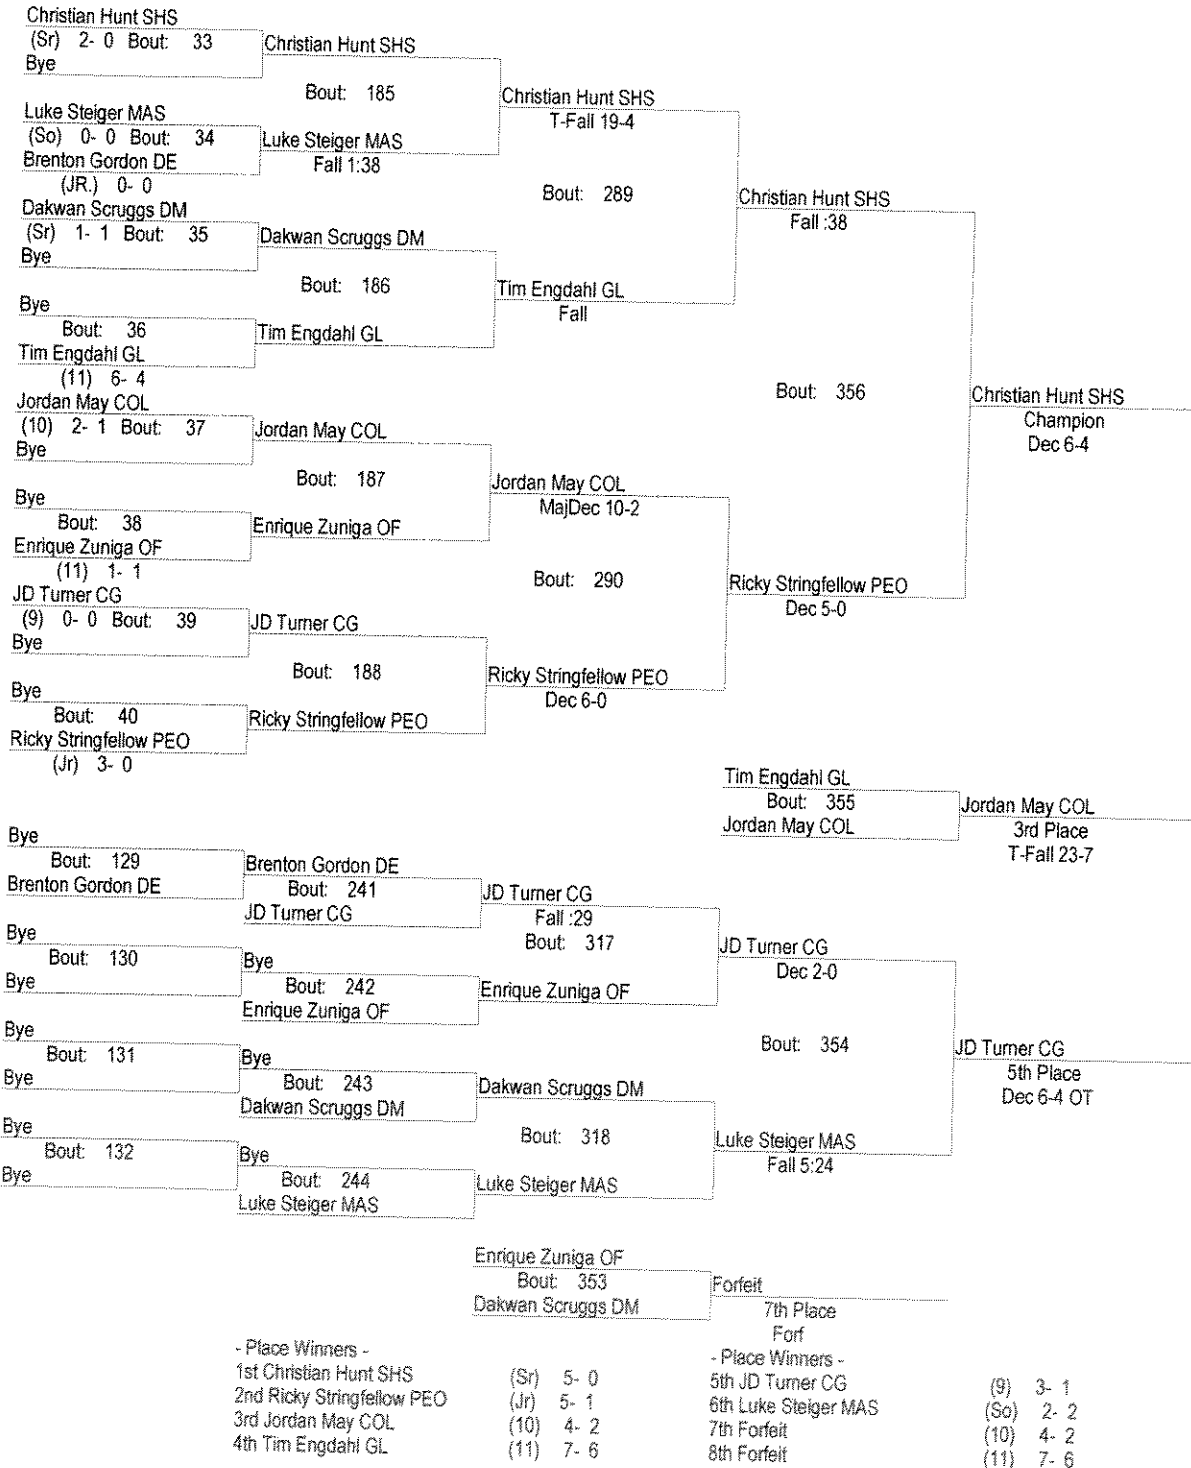 Christian Hunt SHS
(Sr) 2- 0 Bout: 33
Bye
Christian Hunt SHS
Bout: 185
Luke Steiger MAS
(So) 0- 0 Bout: 34
Brenton Gordon DE
(JR.) 0- 0
Luke Steiger MAS
Fall 1:38
Christian Hunt SHS
T-Fall 19-4
Bout: 289
Dakwan Scruggs DM
(Sr) 1- 1 Bout: 35
Bye
Dakwan Scruggs DM
Bout: 186
Bye
Bout: 36
Tim Engdahl GL
(11) 6- 4
Tim Engdahl GL
Tim Engdahl GL
Fall
Christian Hunt SHS
Fall :38
Bout: 356
Jordan May COL
(10) 2- 1 Bout: 37
Bye
Jordan May COL
Bout: 187
Bye
Bout: 38
Enrique Zuniga OF
(11) 1- 1
Enrique Zuniga OF
Jordan May COL
MajDec 10-2
Bout: 290
JD Turner CG
(9) 0- 0 Bout: 39
Bye
JD Turner CG
Bout: 188
Bye
Bout: 40
Ricky Stringfellow PEO
(Jr) 3- 0
Ricky Stringfellow PEO
Ricky Stringfellow PEO
Dec 6-0
Ricky Stringfellow PEO
Dec 5-0
Christian Hunt SHS
Champion
Dec 6-4
Tim Engdahl GL
Bout: 355
Jordan May COL
Jordan May COL
3rd Place
T-Fall 23-7
Bye
Bout: 129
Brenton Gordon DE
Brenton Gordon DE
Bout: 241
JD Turner CG
JD Turner CG
Fall :29
Bout: 317
Bye
Bout: 130
Bye
Bye
Bout: 242
Enrique Zuniga OF
Enrique Zuniga OF
JD Turner CG
Dec 2-0
Bout: 354
Bye
Bout: 131
Bye
Bye
Bout: 243
Dakwan Scruggs DM
Dakwan Scruggs DM
Bout: 318
Bye
Bout: 132
Bye
Bye
Bout: 244
Luke Steiger MAS
Luke Steiger MAS
Luke Steiger MAS
Fall 5:24
JD Turner CG
5th Place
Dec 6-4 OT
Enrique Zuniga OF
Bout: 353
Dakwan Scruggs DM
Forfeit
7th Place
Forf
- Place Winners -
1st Christian Hunt SHS (Sr) 5- 0
2nd Ricky Stringfellow PEO (Jr) 5- 1
3rd Jordan May COL (10) 4- 2
4th Tim Engdahl GL (11) 7- 6
- Place Winners -
5th JD Turner CG (9) 3- 1
6th Luke Steiger MAS (So) 2- 2
7th Forfeit (10) 4- 2
8th Forfeit (11) 7- 6